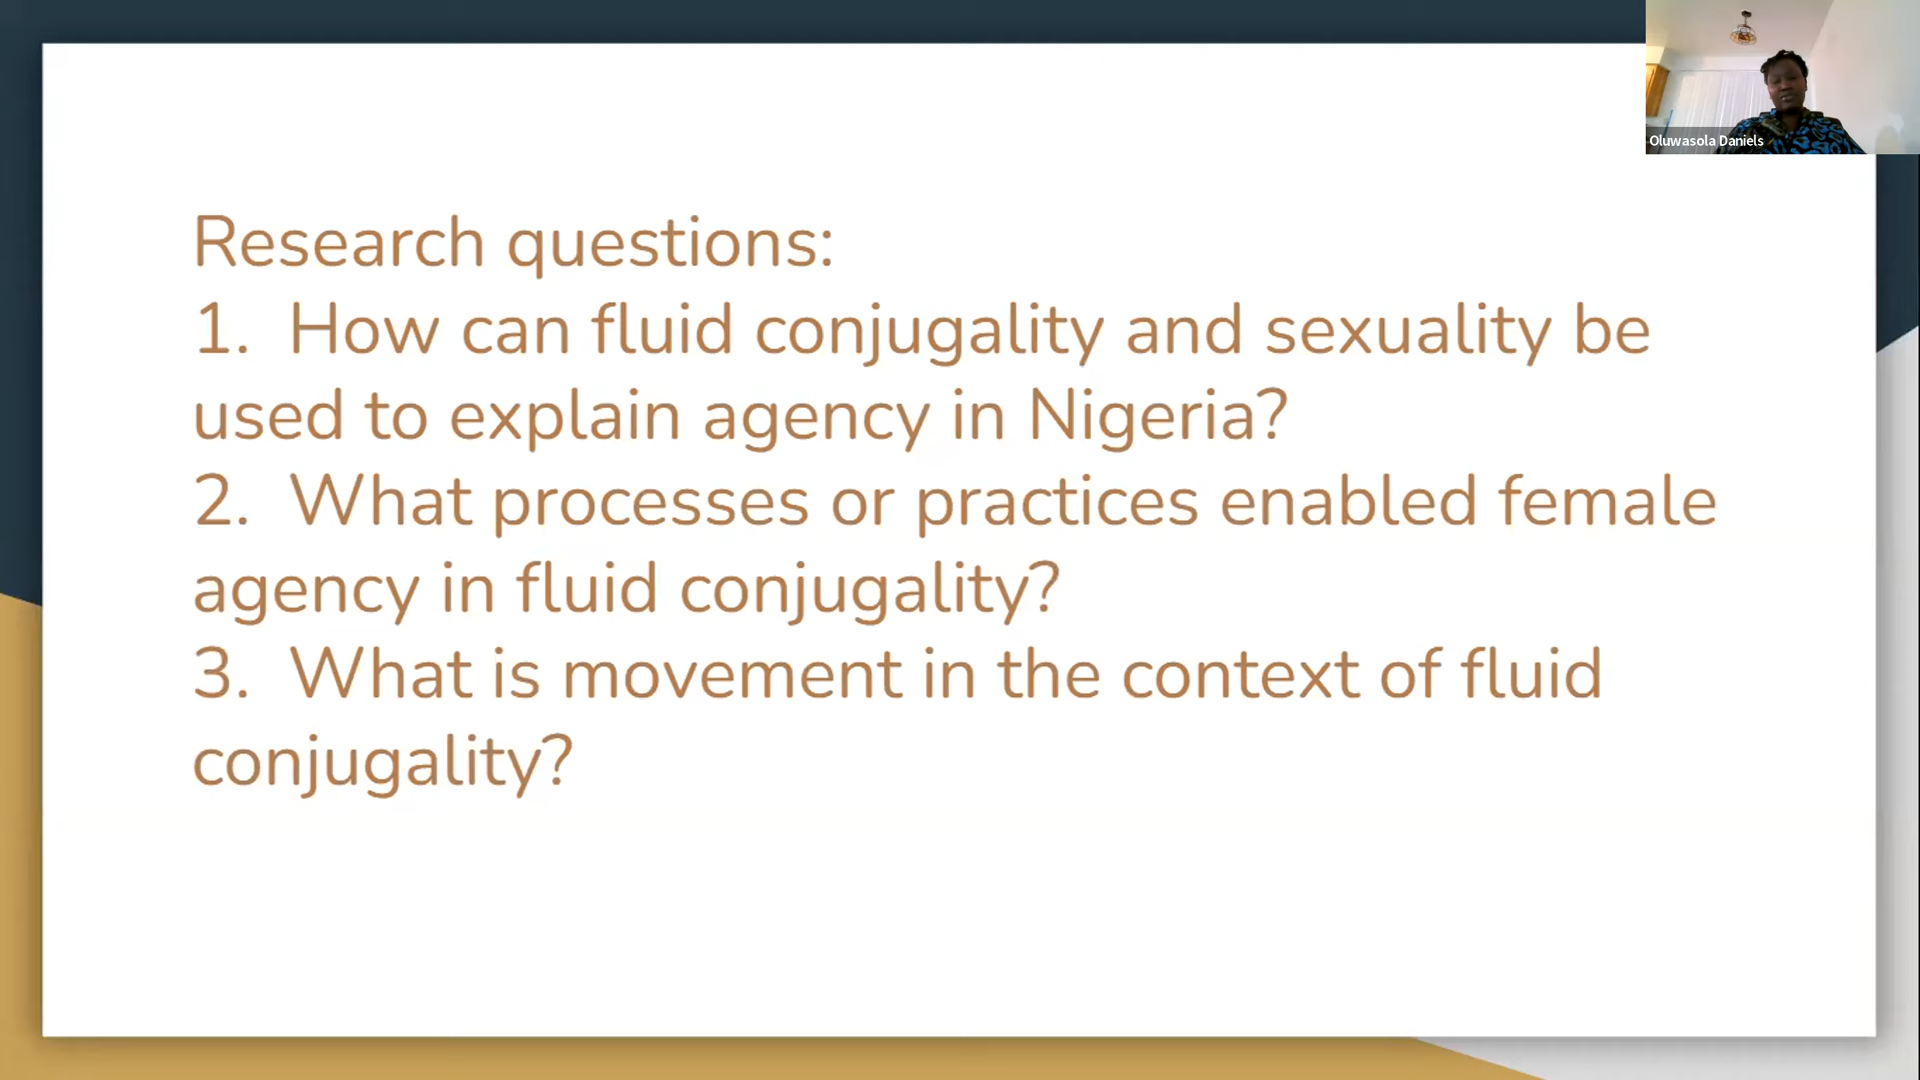 Oluwasola Daniels
Research questions:
1. How can fluid conjugality and sexuality be
used to explain agency in Nigeria?
2. What processes or practices enabled female
agency in fluid conjugality?
3. What is movement in the context of fluid
conjugality?